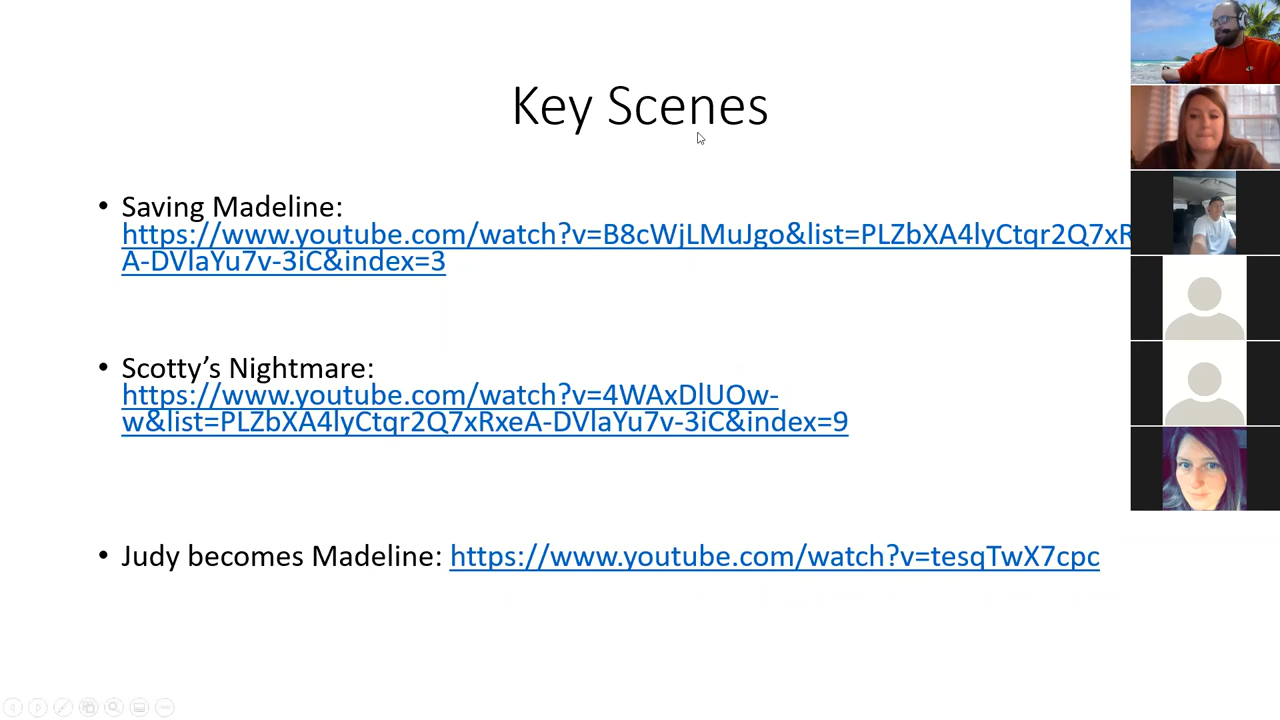 Key Scenes
• Saving Madeline:
https://www.youtube.com/watch?v=B8cWjLMuJgo&list=PLZbXA4lyCtqr2Q7xR
A-DVlaYu7v-3iC&index=3
• Scotty’s Nightmare:
https://www.youtube.com/watch?v=4WAxDlUOw-
w&list=PLZbXA4lyCtqr2Q7xRxeA-DVlaYu7v-3iC&index=9
• Judy becomes Madeline: https://www.youtube.com/watch?v=tesqTwX7cpc